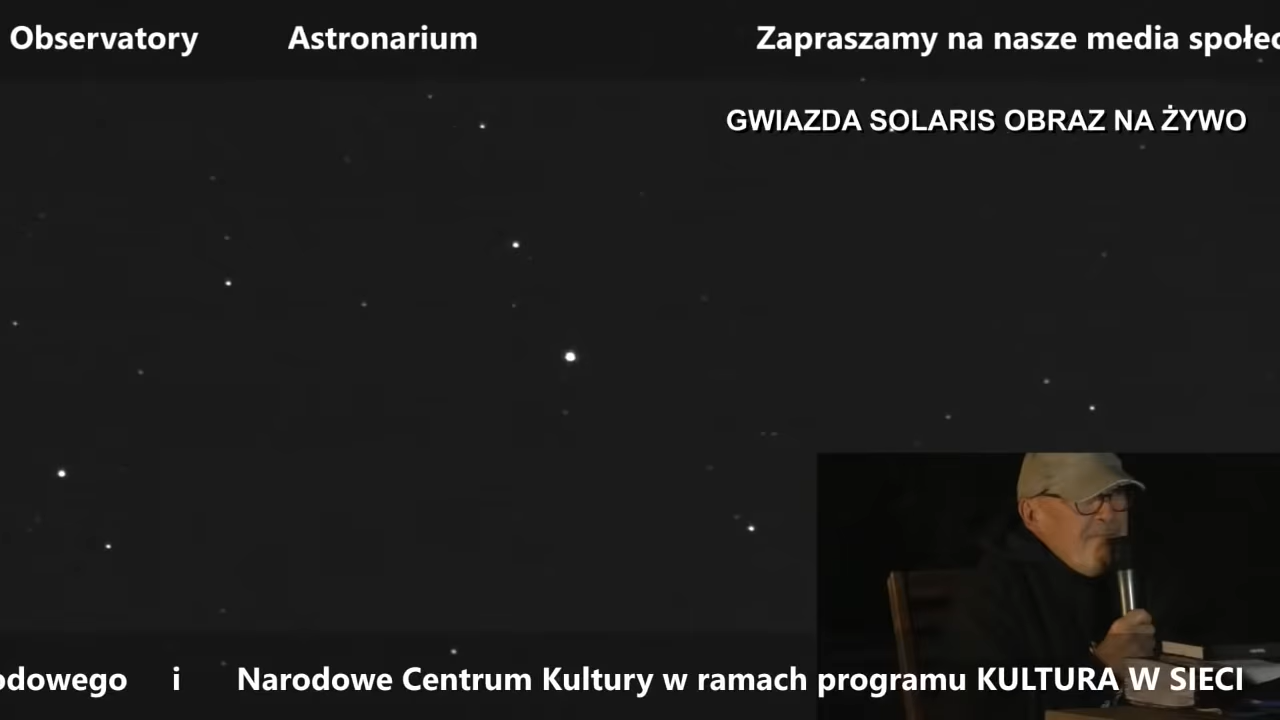 Observatory Astronarium Zapraszamy na nasze media społec
GWIAZDA SOLARIS OBRAZ NA ŻYWO
odowego i Narodowe Centrum Kultury w ramach programu KULTURA W SIECI